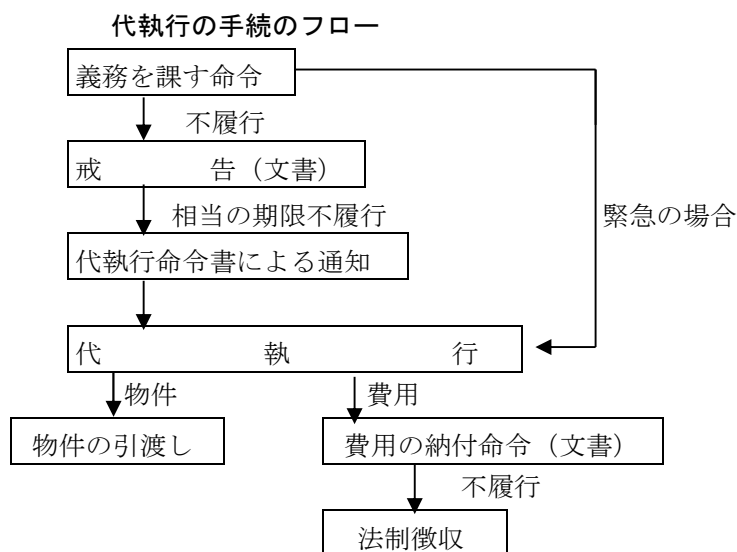 代執行の手続のフロー
義務を課す命令
不履行
戒　　　　告（文書）
相当の期限不履行
緊急の場合
代執行命令書による通知
代　　　　　　執　　　　　　行
物件
費用
物件の引渡し
費用の納付命令（文書）
不履行
法制徴収